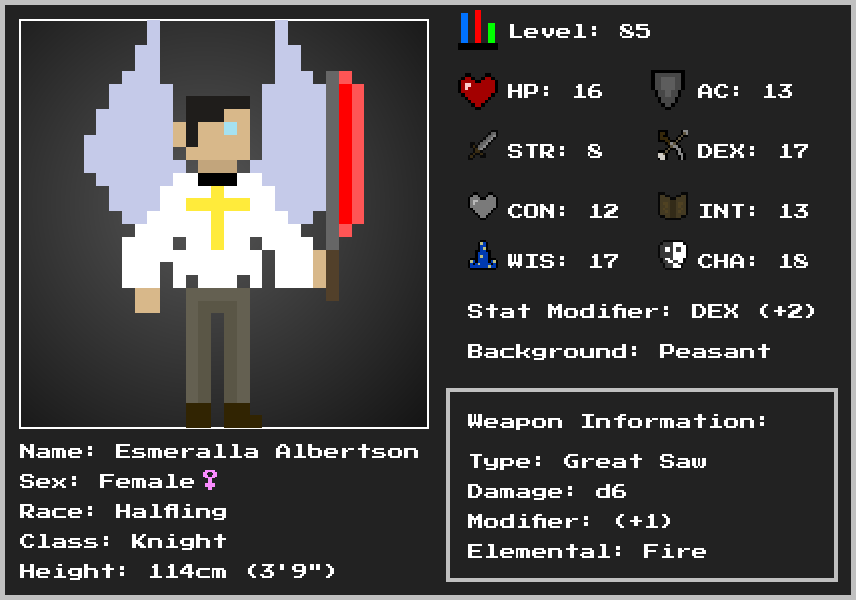 Level: 85
HP: 16
AC: 13
STR: 8
DEX: 17
CON: 12
INT: 13
WIS: 17
CHA: 18
Stat Modifier: DEX (+2)
Background: Peasant
Weapon Information:
Type: Great Saw
Damage: d6
Modifier: (+1)
Elemental: Fire
Name: Esmeralla Albertson
Sex: Female♀
Race: Halfling
Class: Knight
Height: 114cm (3'9")